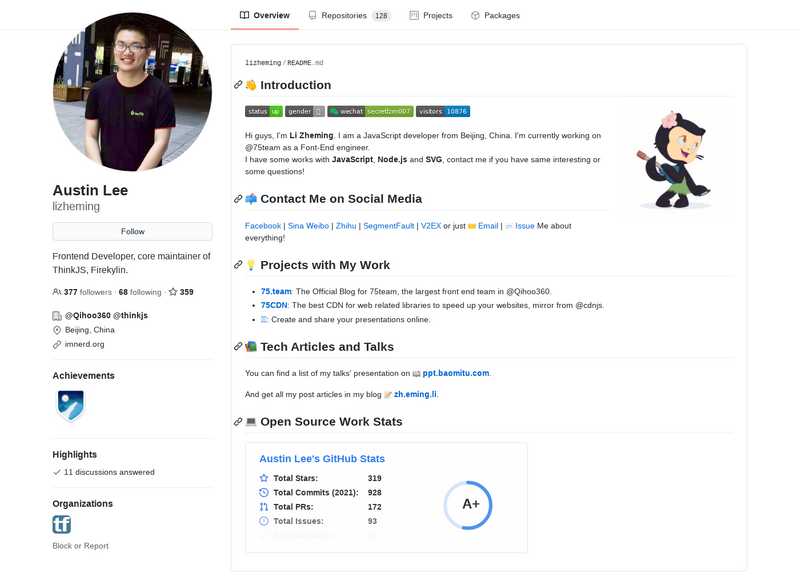 Overview
Repositories 128
Projects
Packages
Austin Lee
lizheming
Follow
Frontend Developer, core maintainer of
ThinkJS, Firekylin.
377 followers · 68 following · 359
@Qihoo360 @thinkjs
Beijing, China
imnerd.org
Achievements
Highlights
11 discussions answered
Organizations
tf
Block or Report
lizheming / README.md
👋 Introduction
status up
gender
wechat secretlzm007
visitors 10876
Hi guys, I'm Li Zheming. I am a JavaScript developer from Beijing, China. I'm currently working on
@75team as a Font-End engineer.
I have some works with JavaScript, Node.js and SVG, contact me if you have same interesting or
some questions!
📫 Contact Me on Social Media
Facebook | Sina Weibo | Zhihu | SegmentFault | V2EX or just Email | Issue Me about
everything!
💡 Projects with My Work
• 75.team: The Official Blog for 75team, the largest front end team in @Qihoo360.
• 75CDN: The best CDN for web related libraries to speed up your websites, mirror from @cdnjs.
• : Create and share your presentations online.
📚 Tech Articles and Talks
You can find a list of my talks' presentation on 📖 ppt.baomitu.com.
And get all my post articles in my blog 📝 zh.eming.li.
💻 Open Source Work Stats
Austin Lee's GitHub Stats
Total Stars: 319
Total Commits (2021): 928
Total PRs: 172
Total Issues: 93
A+